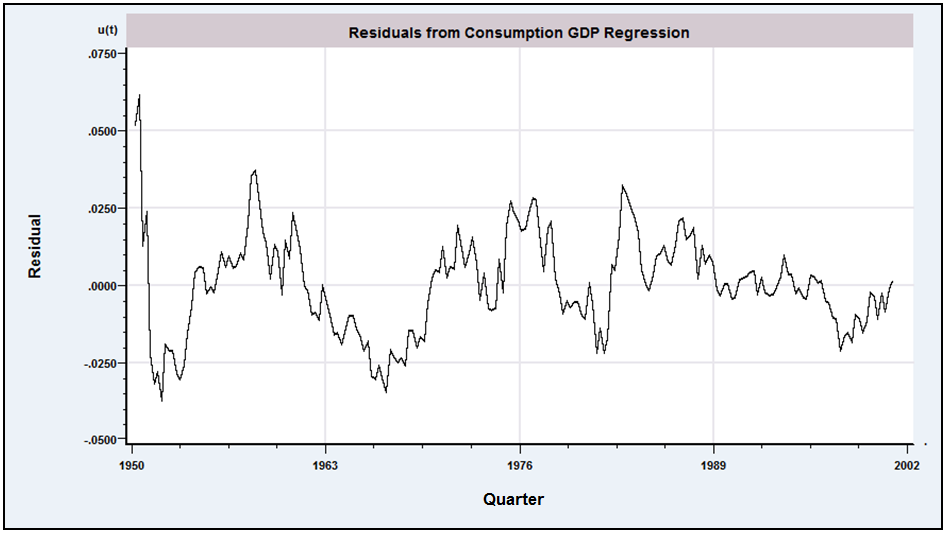 u(t)
Residuals from Consumption GDP Regression
.0750
.0500
.0250
.0000
-.0250
-.0500
Residual
1950 1963 1976 1989 2002
Quarter